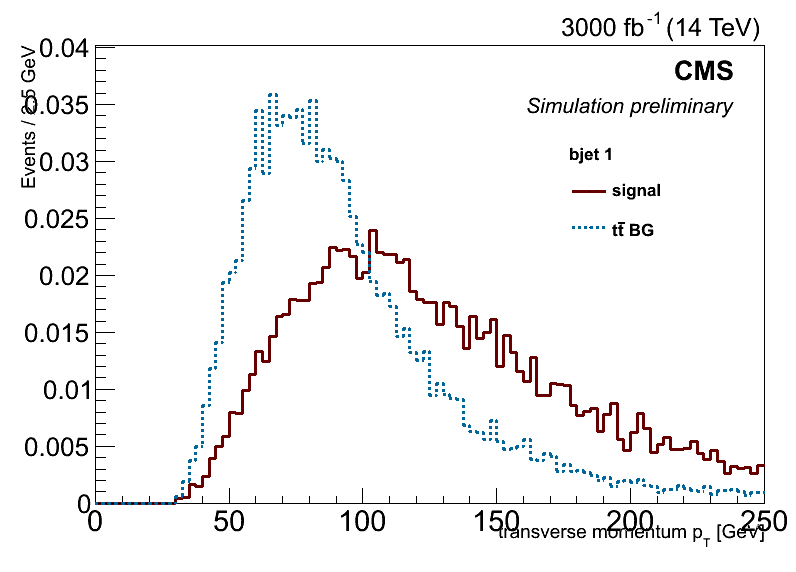 3000 fb⁻¹ (14 TeV)
CMS
Simulation preliminary
bjet 1
signal
tt̄ BG
Events / 2.5 GeV
0.04
0.035
0.03
0.025
0.02
0.015
0.01
0.005
0
0 50 100 150 200 250
transverse momentum p_T [GeV]